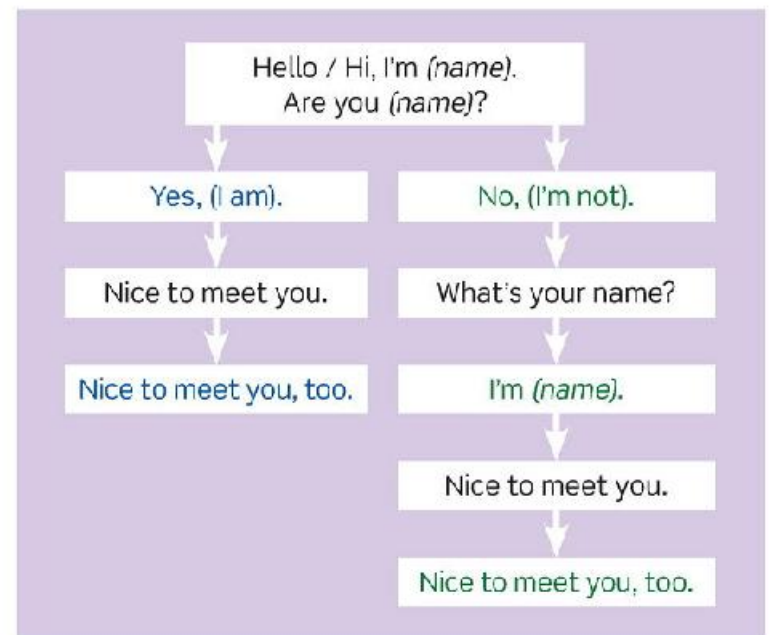 Hello / Hi, I'm (name).
Are you (name)?
Yes, (I am).
Nice to meet you.
Nice to meet you, too.
No, (I'm not).
What's your name?
I'm (name).
Nice to meet you.
Nice to meet you, too.